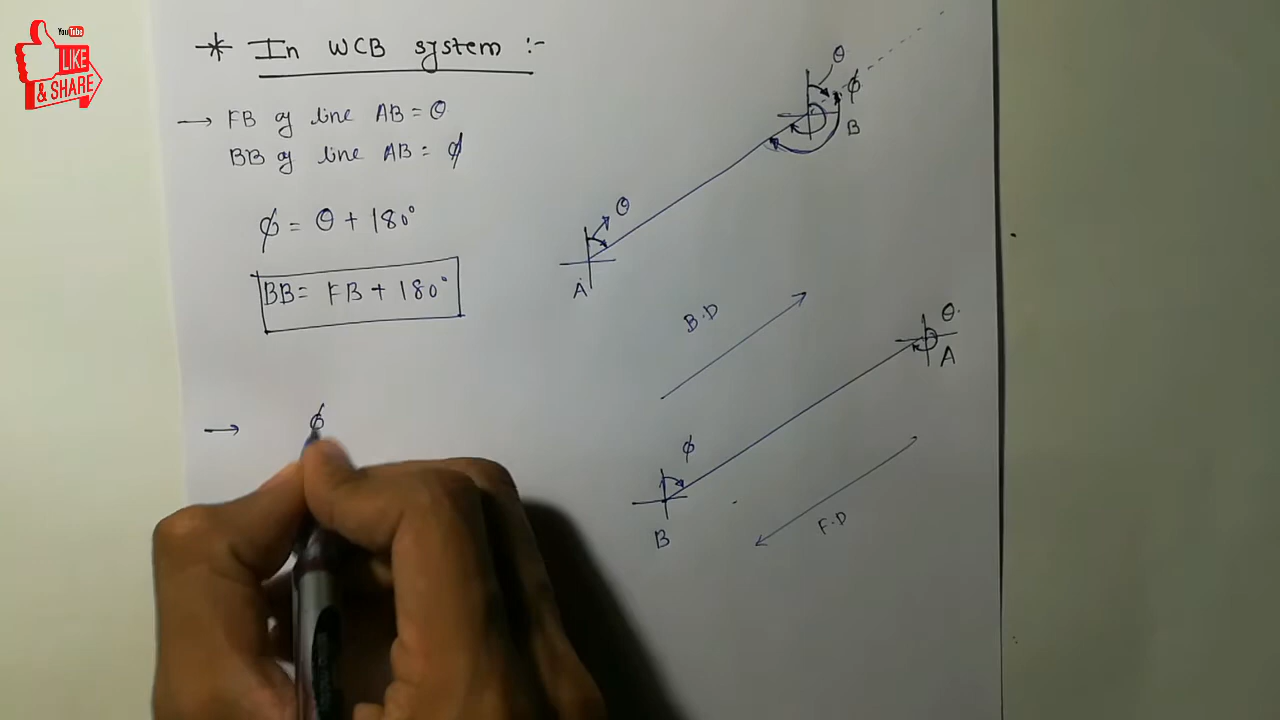 YouTube
LIKE
& SHARE
* In WCB system :-
→ FB of line AB = θ
BB of line AB = ϕ
ϕ = θ + 180°
BB = FB + 180°
→ ϕ
θ
ϕ
B
θ
A
B.D
θ
A
ϕ
B
F.D